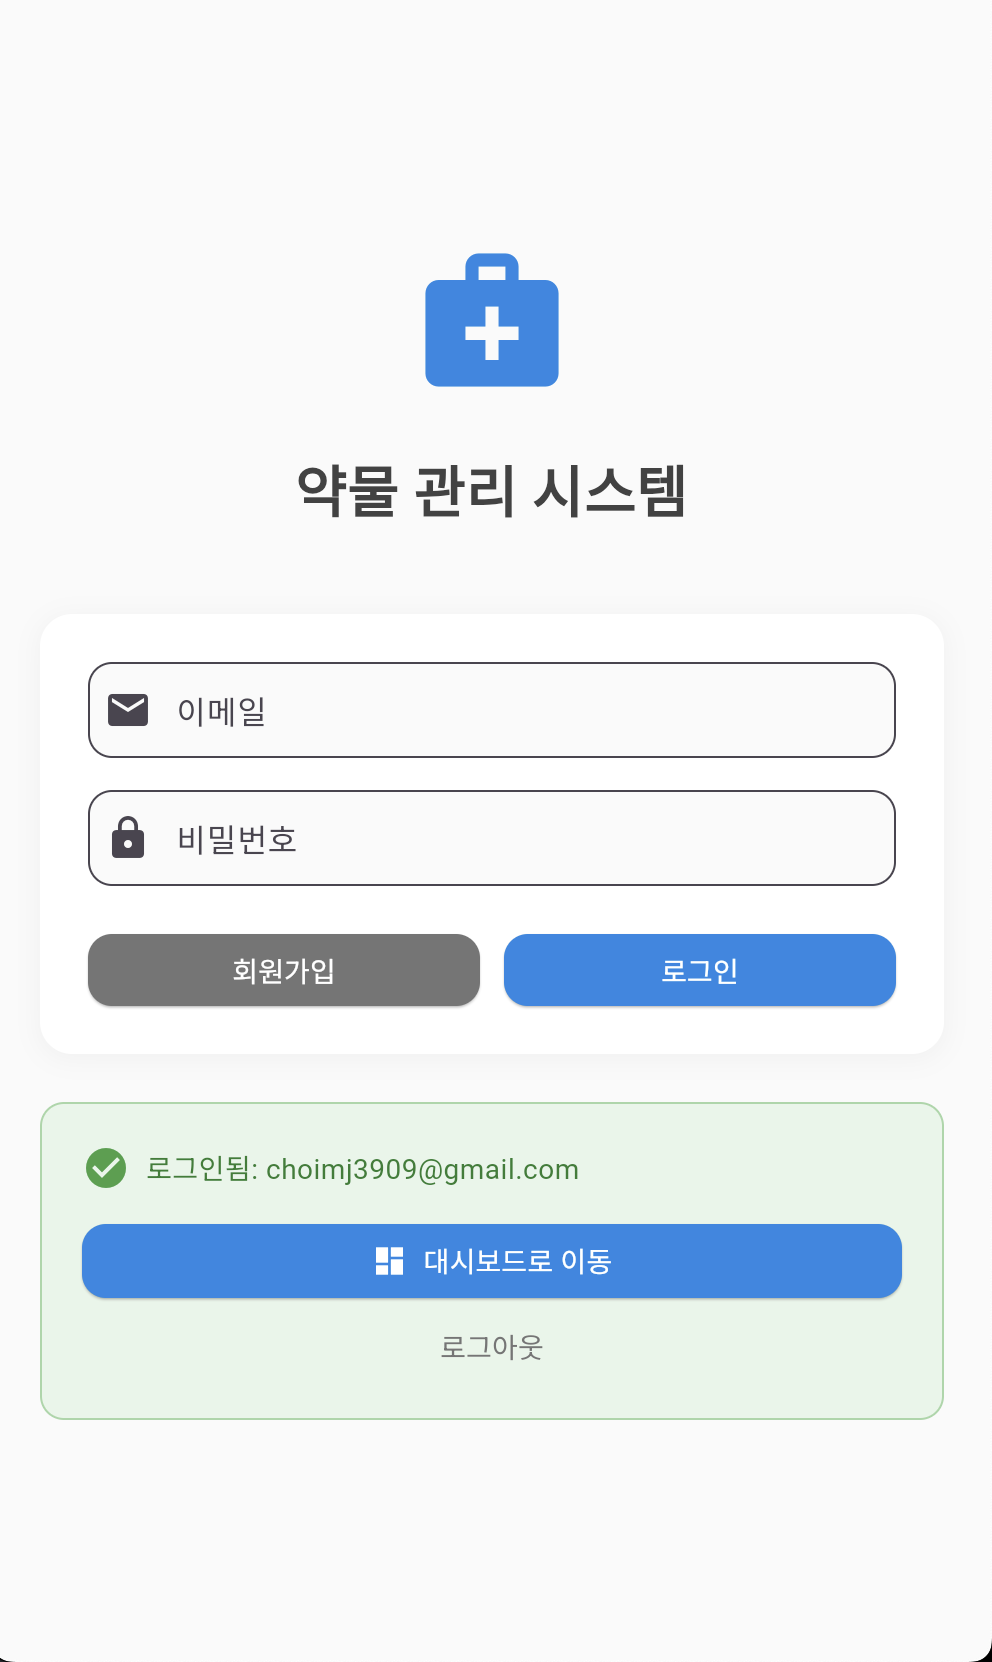 약물 관리 시스템
이메일
비밀번호
회원가입 로그인
로그인됨: choimj3909@gmail.com
대시보드로 이동
로그아웃